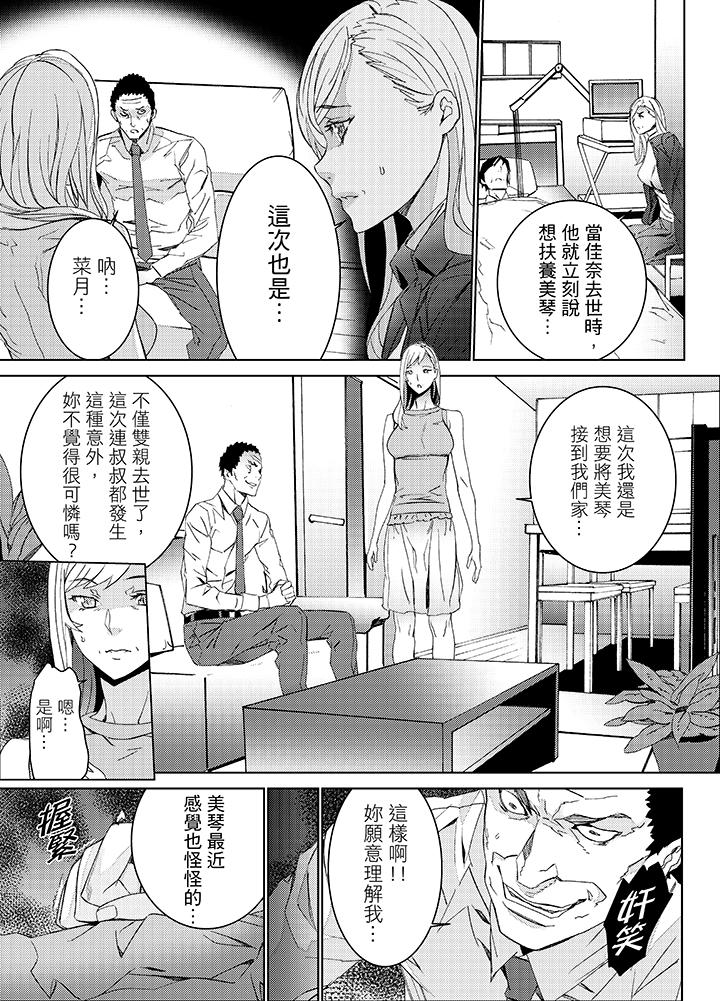 當佳奈去世時，
他就立刻說
想扶養美琴…
這次也是…
吶…
菜月…
這次我還是
想要將美琴
接到我們家…
不僅雙親去世了，
這次連叔叔都發生
這種意外，
妳不覺得很可憐嗎？
嗯…
是啊…
奸笑
這樣啊!!
妳願意理解我…
美琴最近
感覺也怪怪的…
握緊